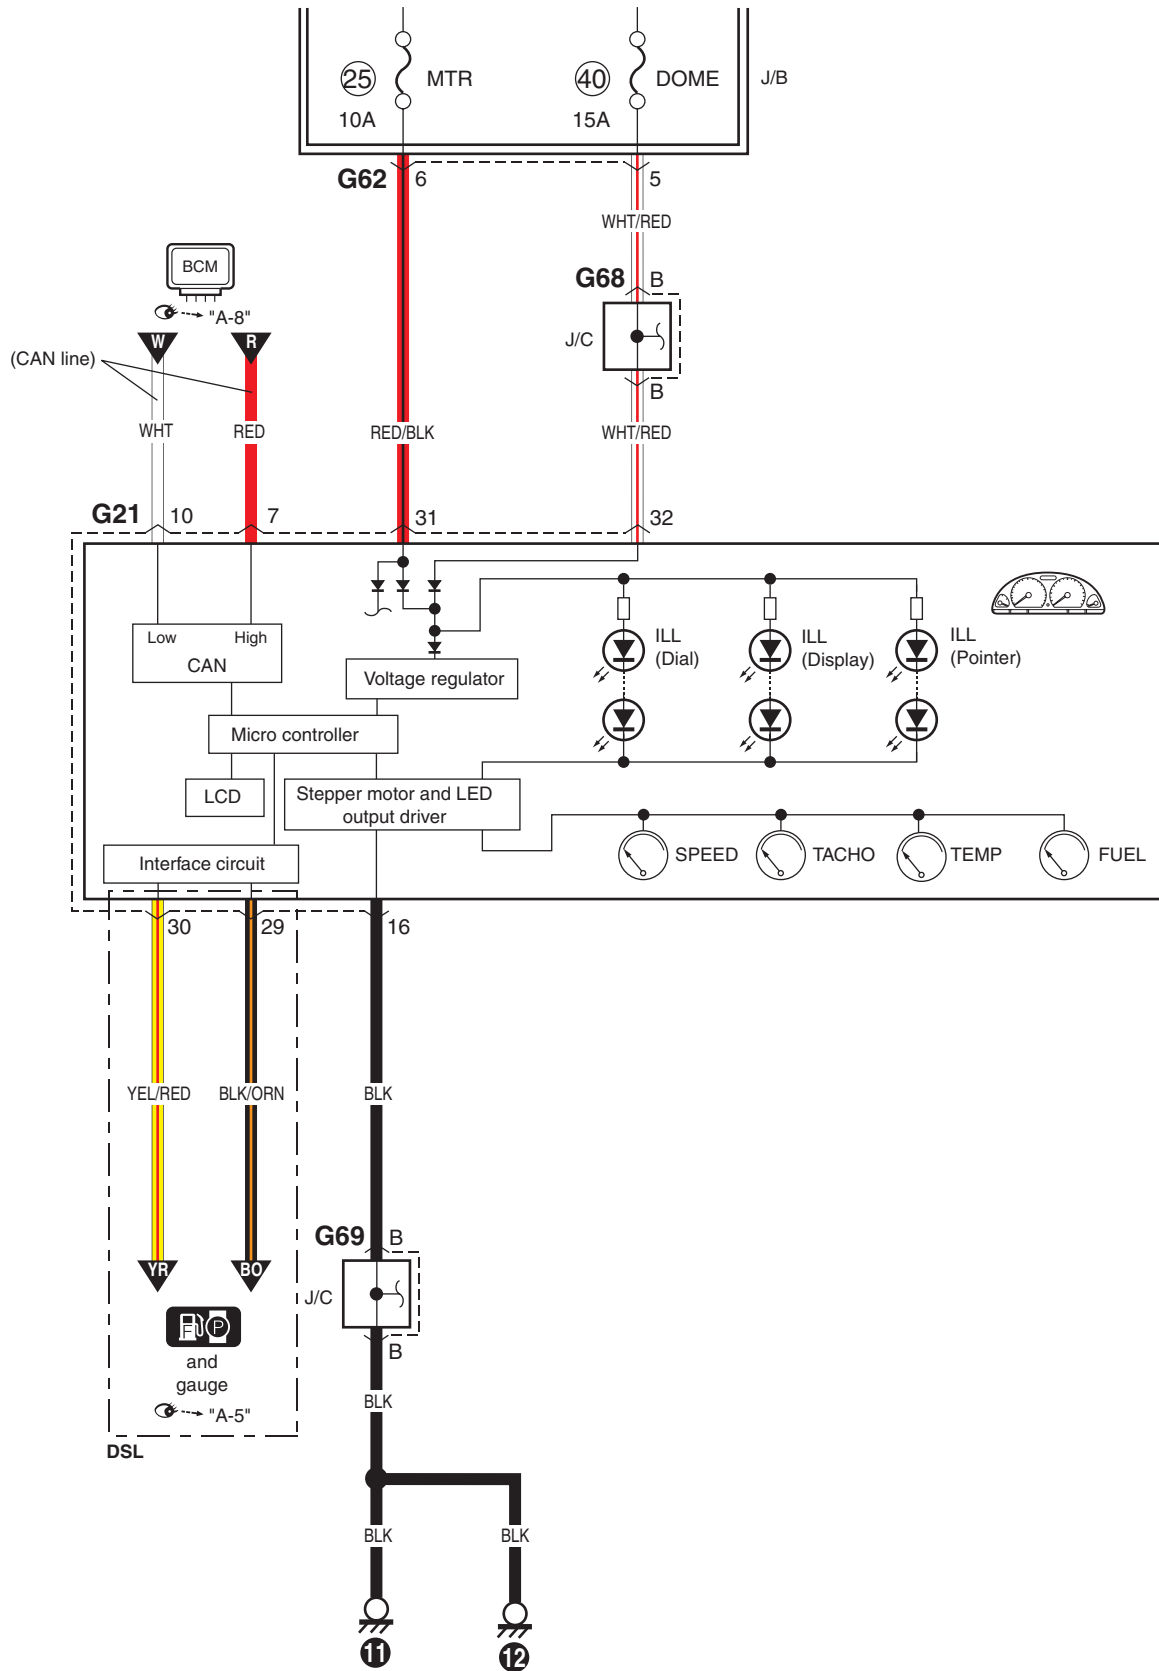 25 MTR
40 DOME
J/B
10A
15A
G62
6
5
WHT/RED
BCM
"A-8"
G68
B
W
R
J/C
(CAN line)
B
WHT
RED
RED/BLK
WHT/RED
G21
10
7
31
32
Low
High
CAN
ILL
(Dial)
ILL
(Display)
ILL
(Pointer)
Voltage regulator
Micro controller
LCD
Stepper motor and LED
output driver
Interface circuit
SPEED
TACHO
TEMP
FUEL
30
29
16
YEL/RED
BLK/ORN
BLK
G69
B
YR
BO
J/C
F
P
B
and
gauge
"A-5"
BLK
DSL
BLK
BLK
11
12